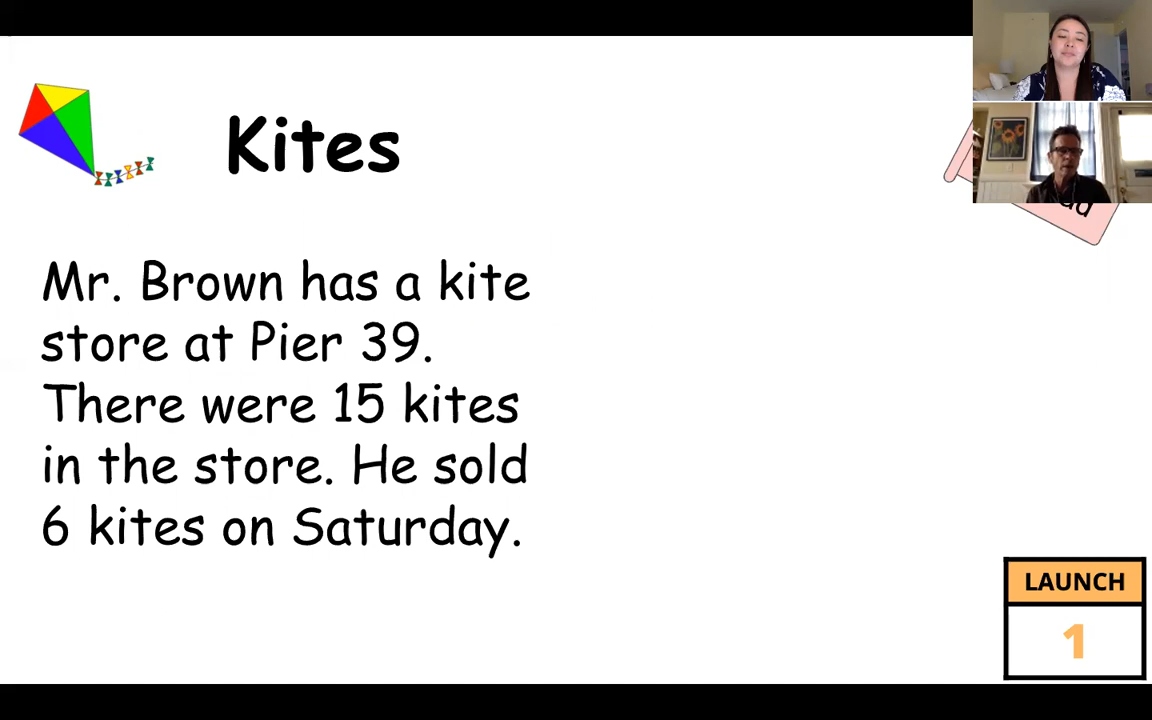 Kites
Mr. Brown has a kite
store at Pier 39.
There were 15 kites
in the store. He sold
6 kites on Saturday.
LAUNCH
1